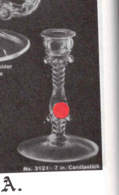 No. 3121 - 7 in. Candlestick
A.